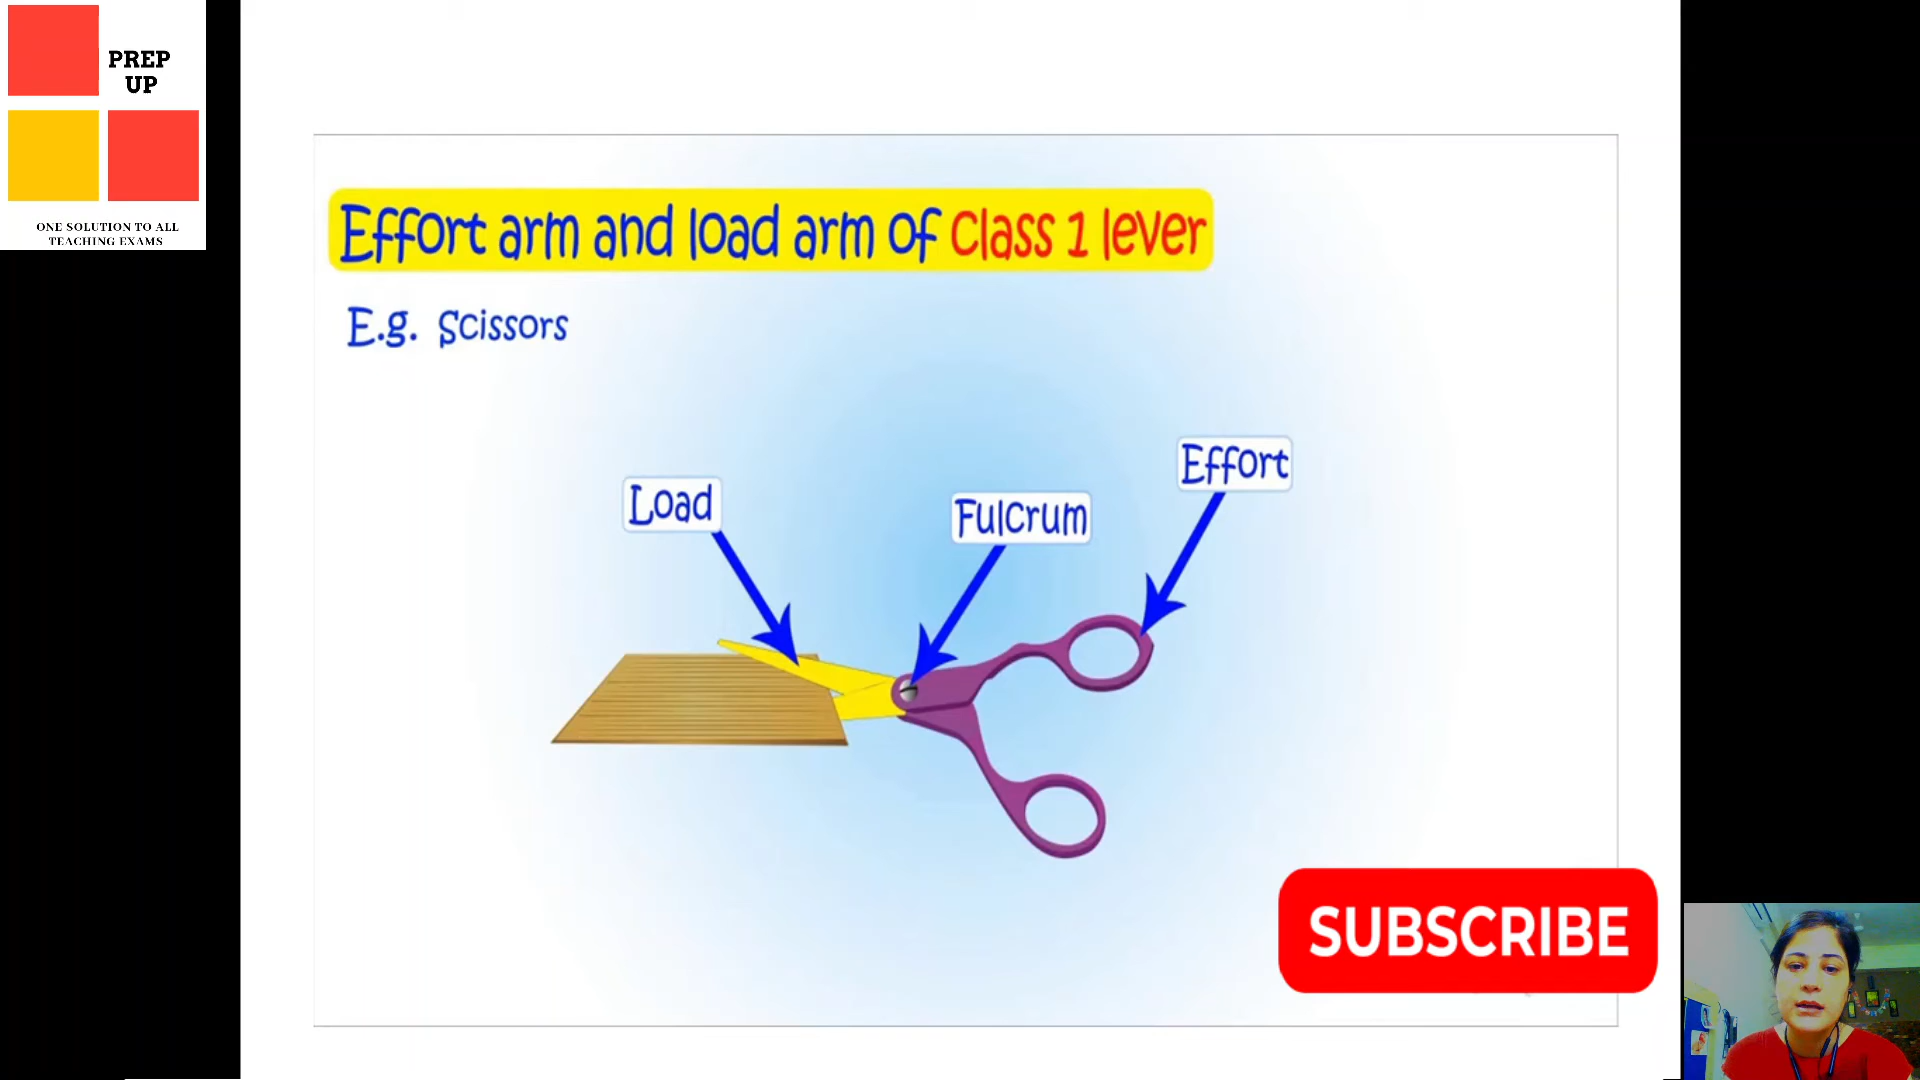 PREP
UP
ONE SOLUTION TO ALL
TEACHING EXAMS
Effort arm and load arm of Class 1 lever
E.g. Scissors
Effort
Load
Fulcrum
SUBSCRIBE